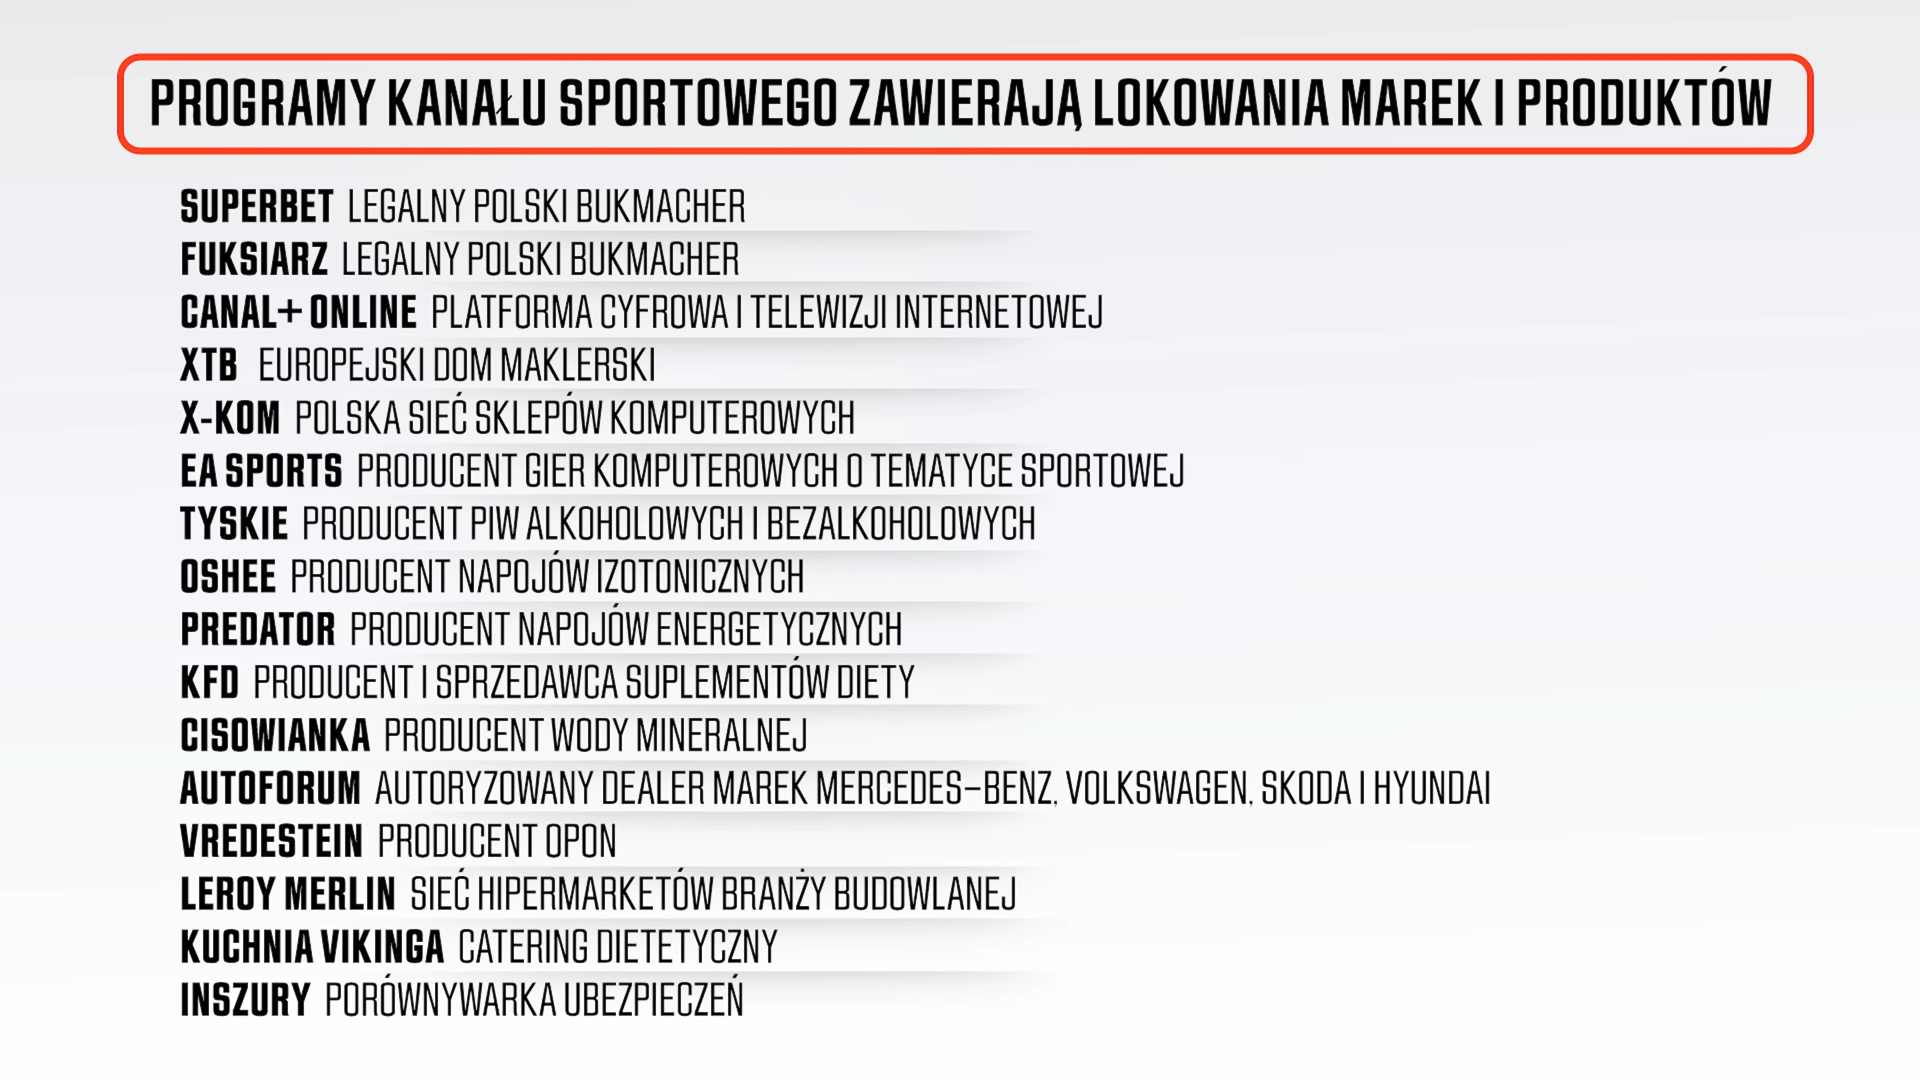 PROGRAMY KANAŁU SPORTOWEGO ZAWIERAJĄ LOKOWANIA MAREK I PRODUKTÓW
SUPERBET LEGALNY POLSKI BUKMACHER
FUKSIARZ LEGALNY POLSKI BUKMACHER
CANAL+ ONLINE PLATFORMA CYFROWA I TELEWIZJI INTERNETOWEJ
XTB EUROPEJSKI DOM MAKLERSKI
X-KOM POLSKA SIEĆ SKLEPÓW KOMPUTEROWYCH
EA SPORTS PRODUCENT GIER KOMPUTEROWYCH O TEMATYCE SPORTOWEJ
TYSKIE PRODUCENT PIW ALKOHOLOWYCH I BEZALKOHOLOWYCH
OSHEE PRODUCENT NAPOJÓW IZOTONICZNYCH
PREDATOR PRODUCENT NAPOJÓW ENERGETYCZNYCH
KFD PRODUCENT I SPRZEDAWCA SUPLEMENTÓW DIETY
CISOWIANKA PRODUCENT WODY MINERALNEJ
AUTOFORUM AUTORYZOWANY DEALER MAREK MERCEDES–BENZ, VOLKSWAGEN, SKODA I HYUNDAI
VREDESTEIN PRODUCENT OPON
LEROY MERLIN SIEĆ HIPERMARKETÓW BRANŻY BUDOWLANEJ
KUCHNIA VIKINGA CATERING DIETETYCZNY
INSZURY PORÓWNYWARKA UBEZPIECZEŃ